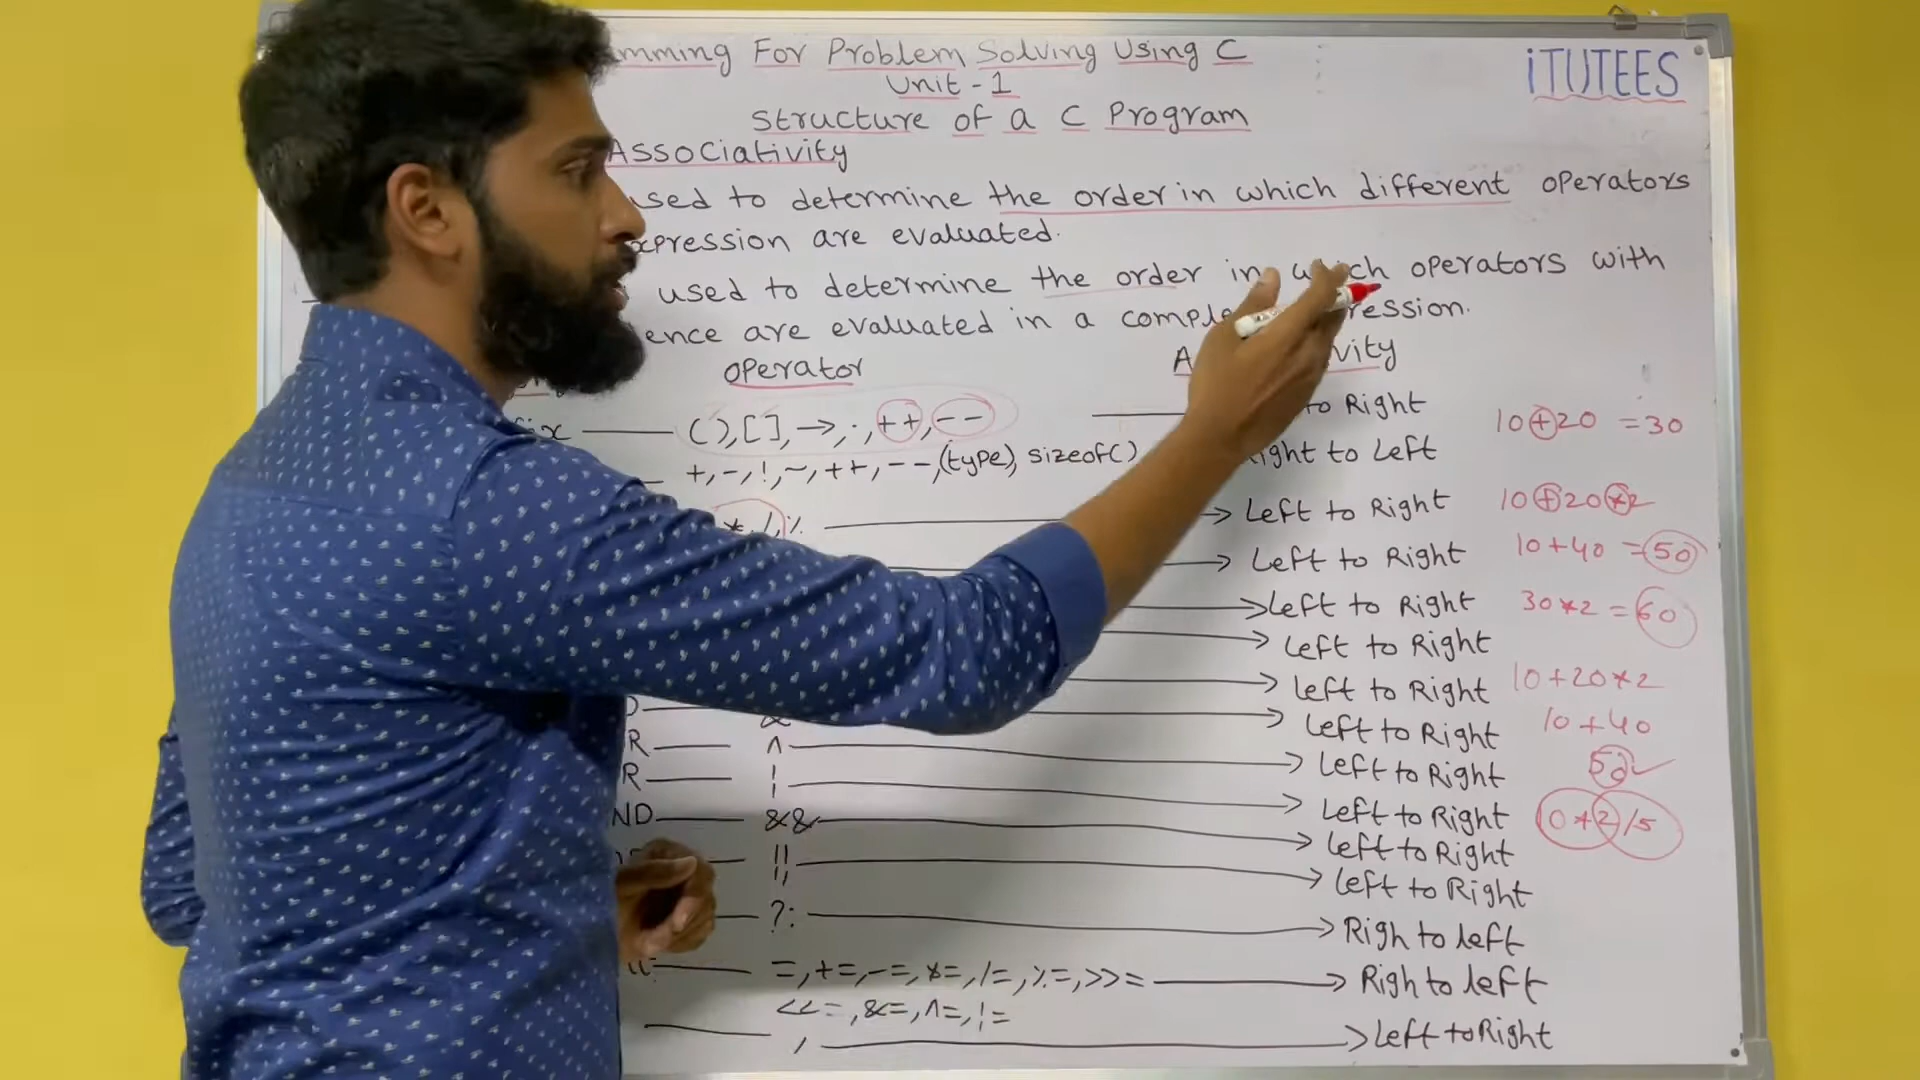 mming For Problem Solving Using C
iTUTEES
Unit - 1
Structure of a C Program
Associativity
used to determine the order in which different operators
expression are evaluated.
used to determine the order in which operators with
ence are evaluated in a comple ression.
Operator A vity
ix ( ), [ ], →, ., ++, -- to Right
+, -, !, ~, ++, --, (type), sizeof( ) ight to Left
*, /, % Left to Right
Left to Right
Left to Right
Left to Right
Left to Right
D & Left to Right
R ^ Left to Right
R ¦ Left to Right
ND && Left to Right
|| Left to Right
?: Righ to left
=, +=, -=, *=, /=, %=, >>= Righ to left
<<=, &=, ^=, ¦=
, Left to Right
10+20 = 30
10+20*2
10+40 = 50
30*2 = 60
10+20*2
10+40
50
10*2/5